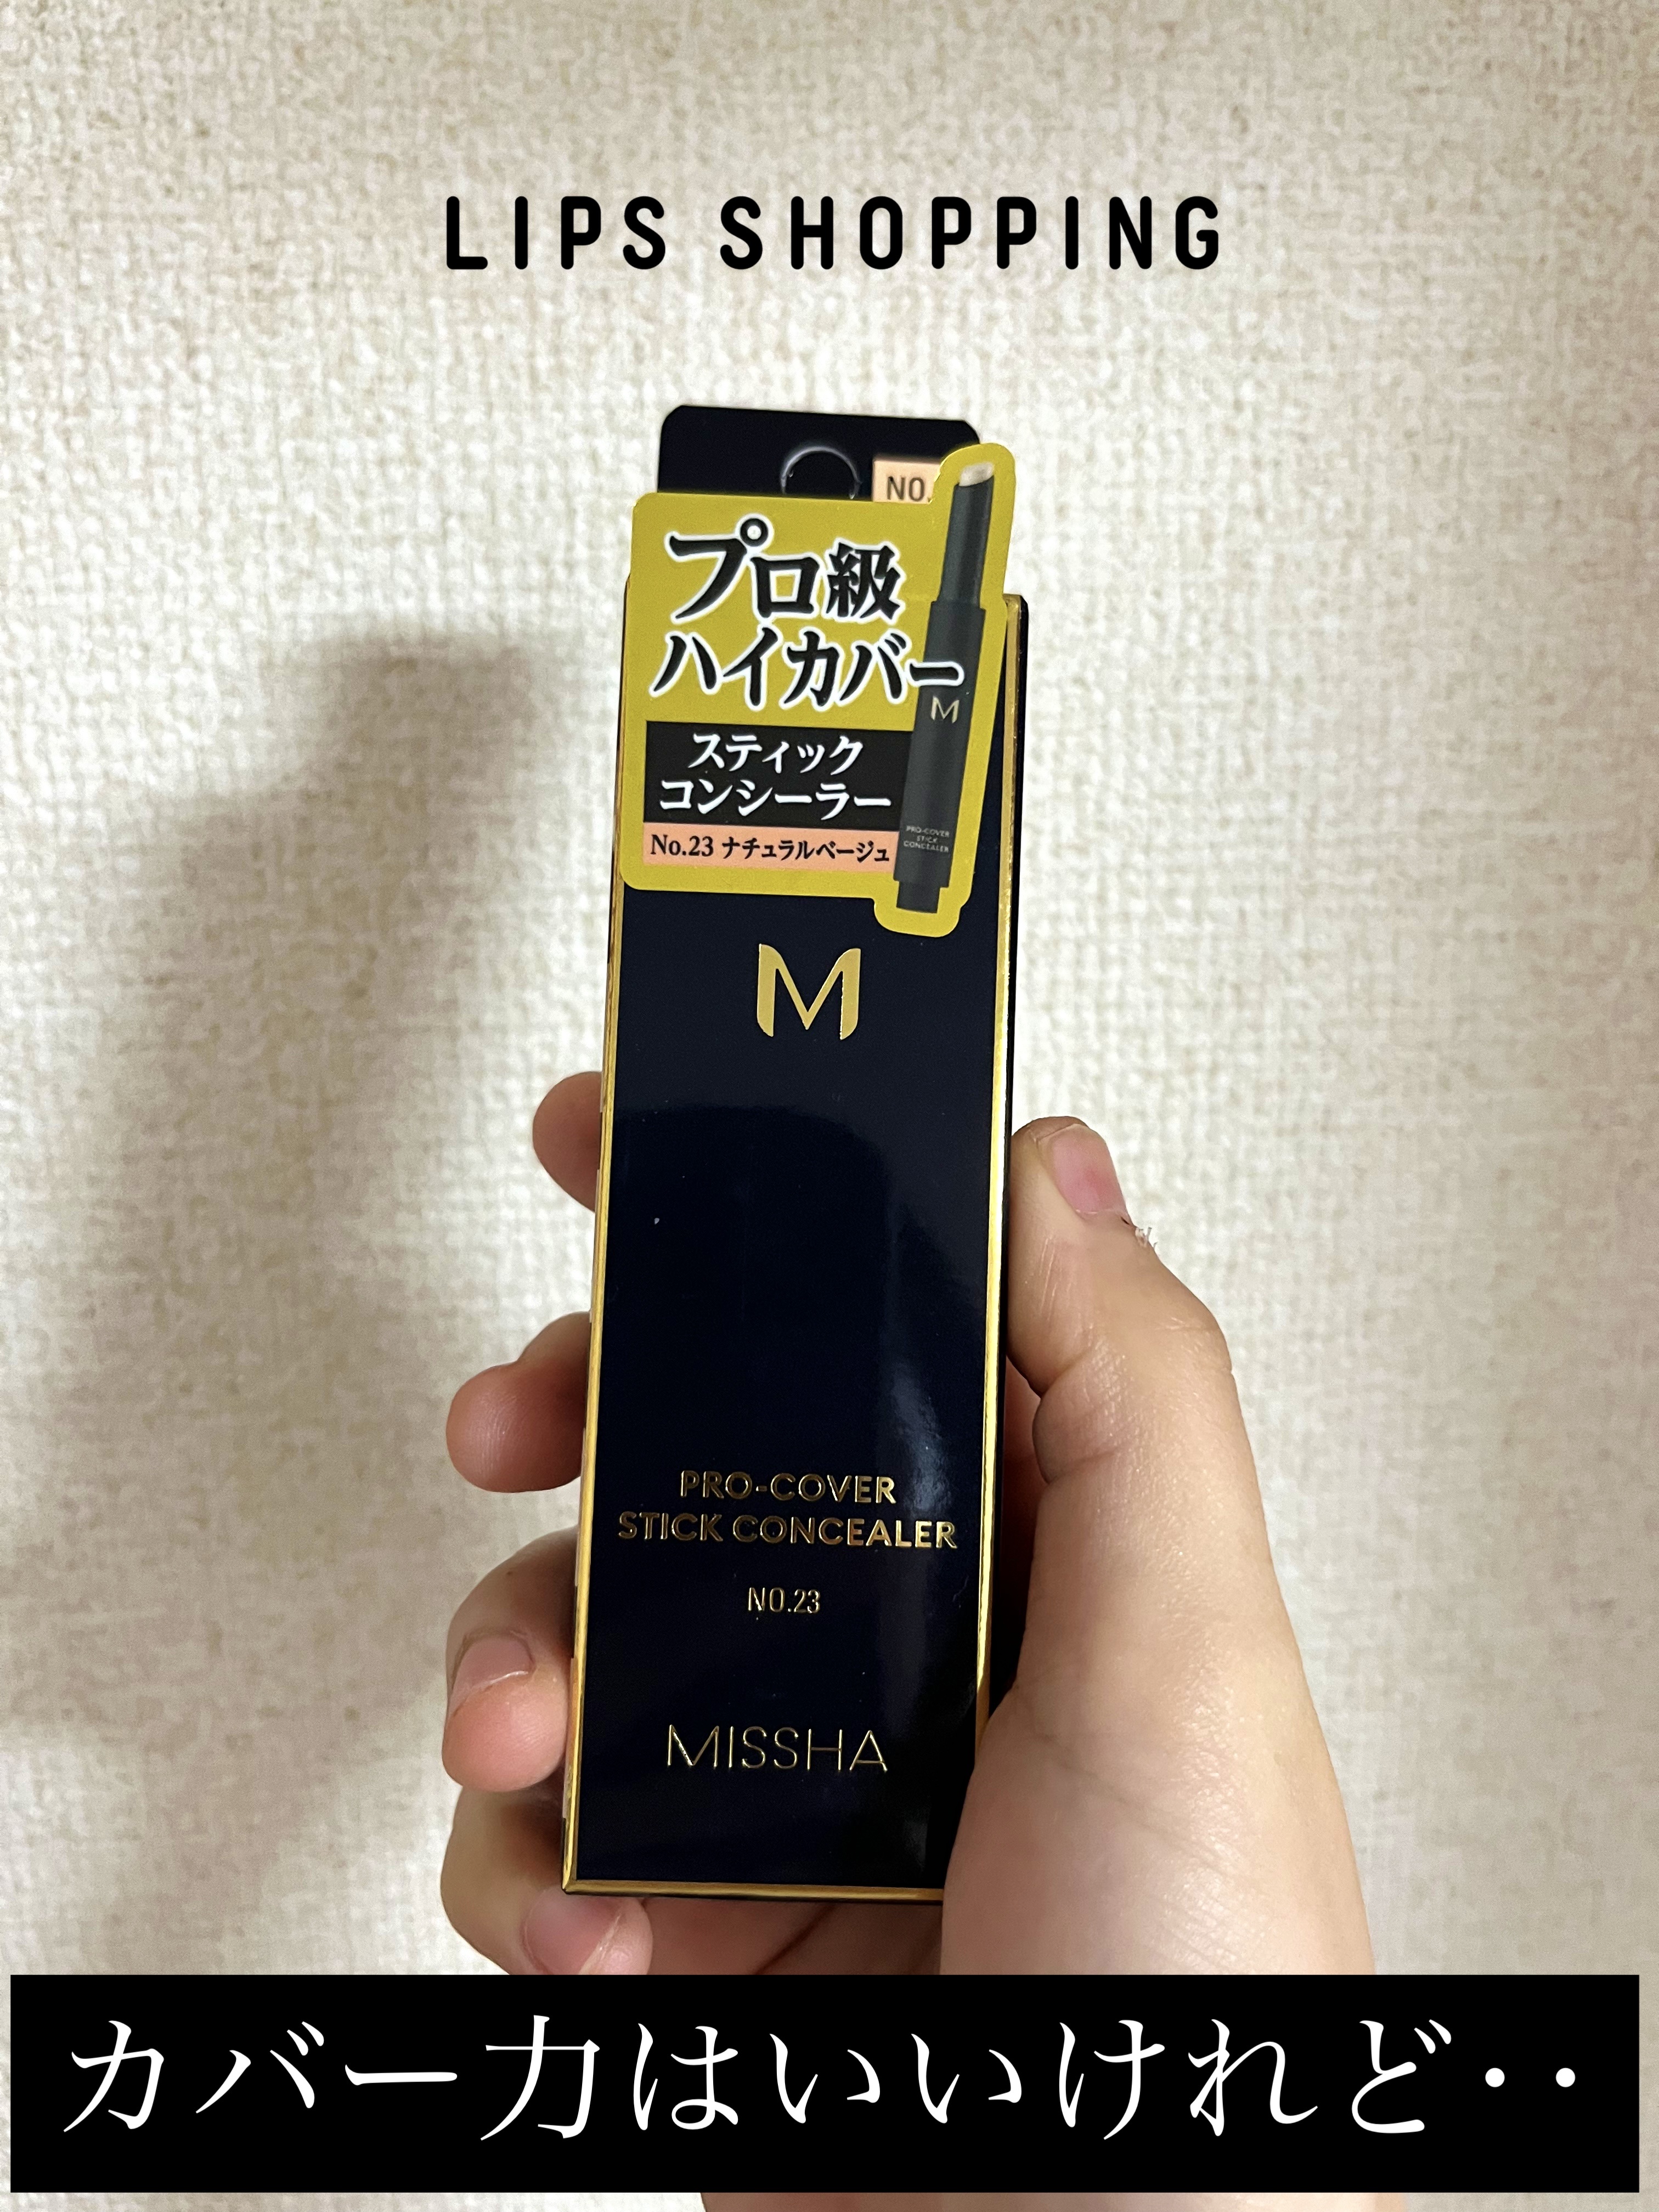 LIPS SHOPPING
NO.
プロ級
ハイカバー
スティック
コンシーラー
No.23 ナチュラルベージュ
M
PRO-COVER
STICK
CONCEALER
M
PRO-COVER
STICK CONCEALER
NO.23
MISSHA
カバー力はいいけれど‥